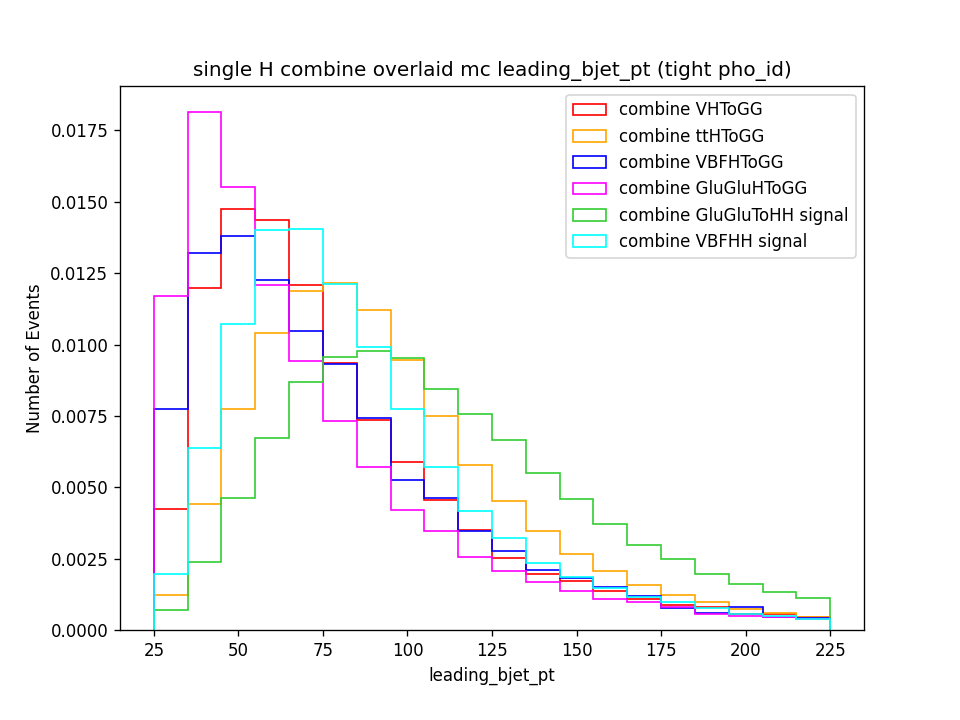 single H combine overlaid mc leading_bjet_pt (tight pho_id)
combine VHToGG
combine ttHToGG
combine VBFHToGG
combine GluGluHToGG
combine GluGluToHH signal
combine VBFHH signal
Number of Events
0.0175
0.0150
0.0125
0.0100
0.0075
0.0050
0.0025
0.0000
25 50 75 100 125 150 175 200 225
leading_bjet_pt